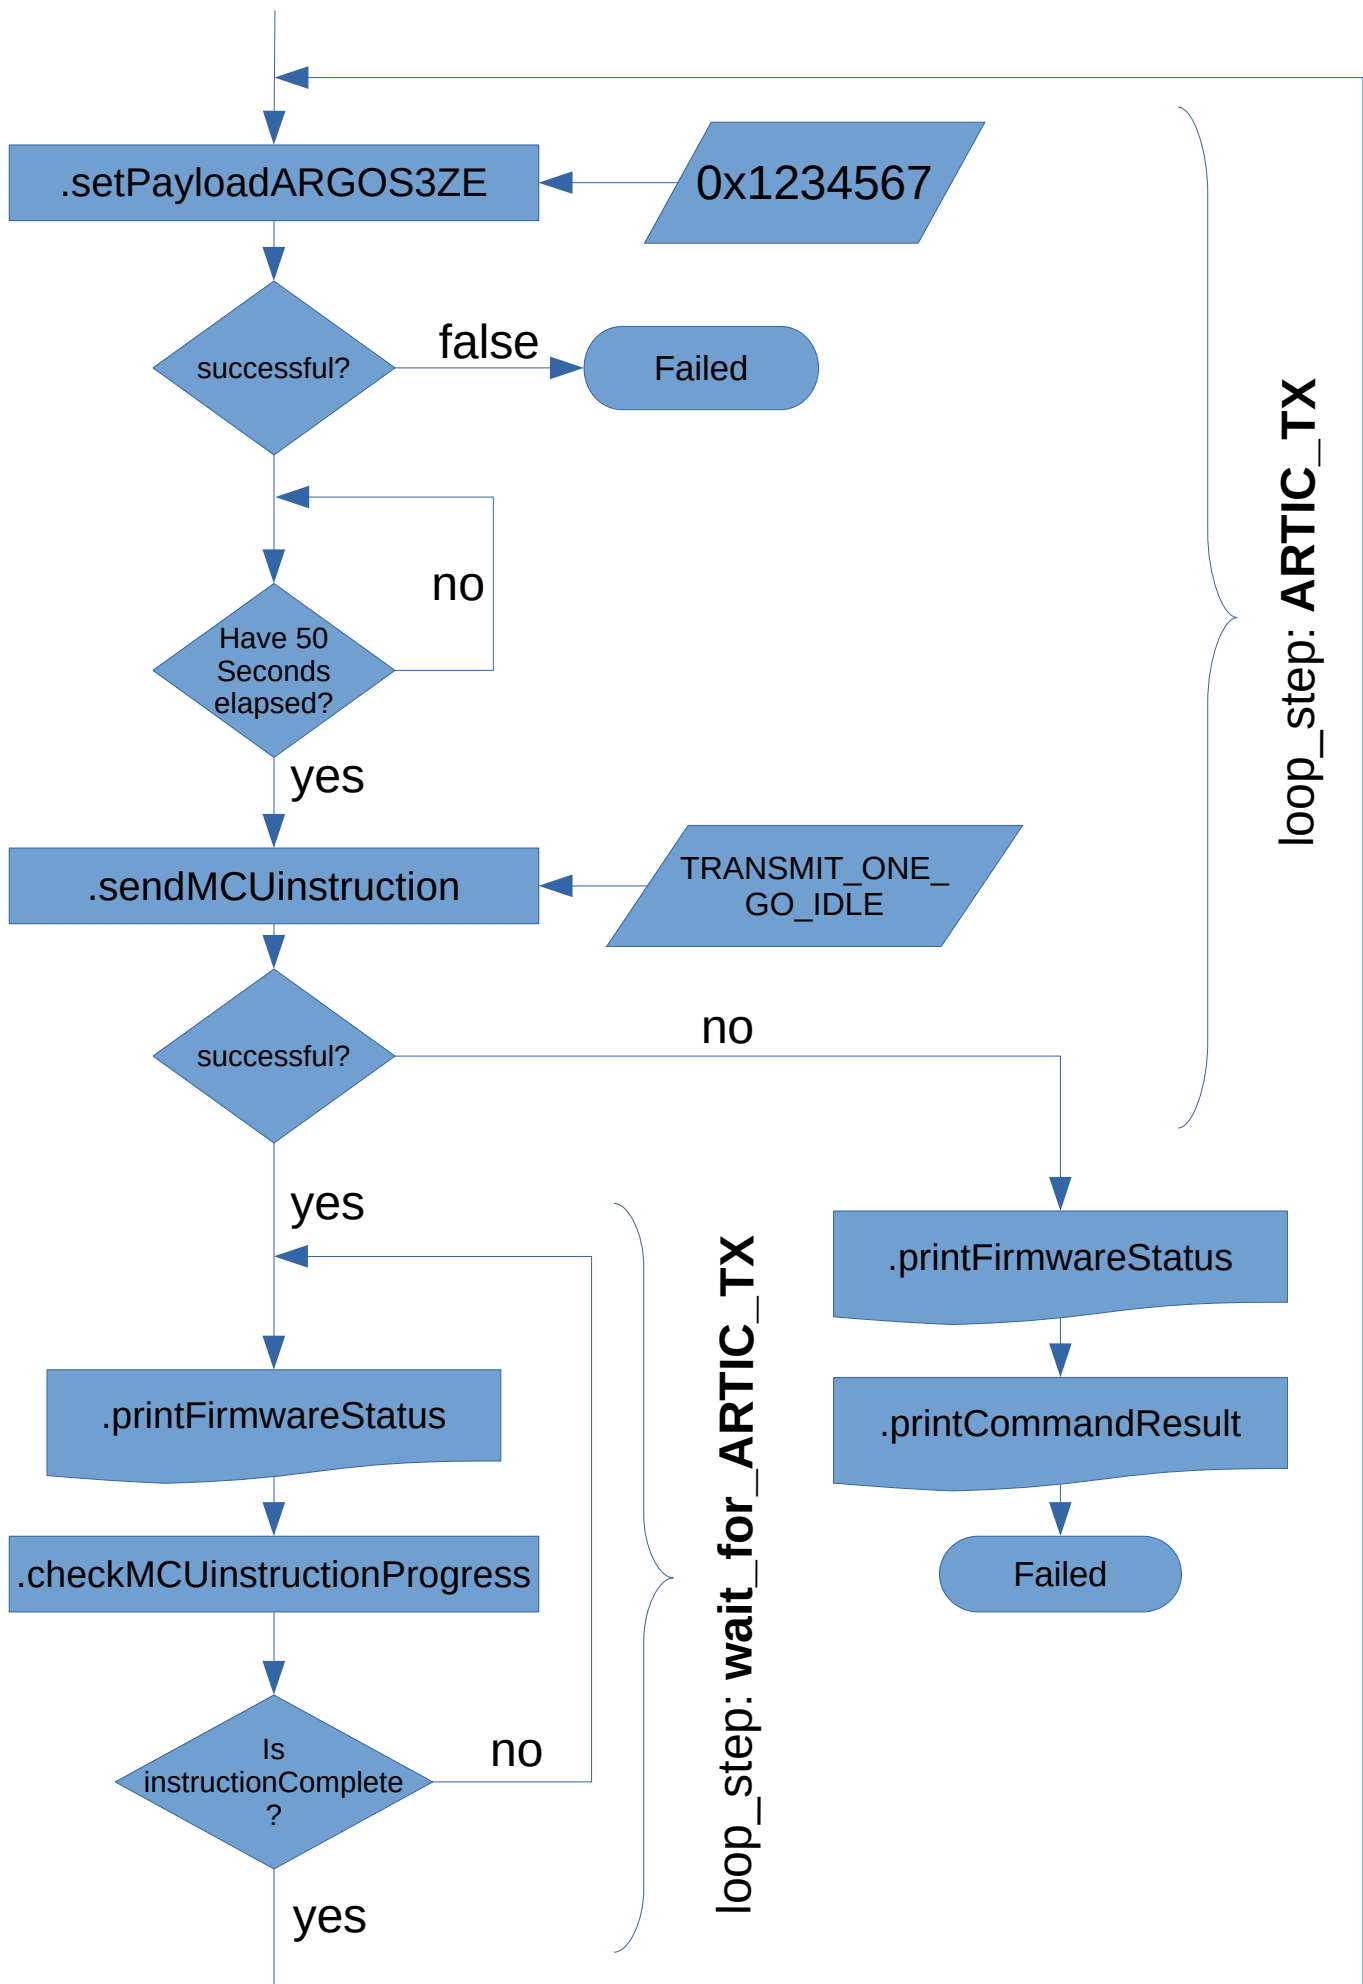 .setPayloadARGOS3ZE
0x1234567
successful?
false
Failed
no
Have 50
Seconds
elapsed?
yes
.sendMCUinstruction
TRANSMIT_ONE_
GO_IDLE
successful?
no
loop_step: ARTIC_TX
yes
.printFirmwareStatus
.printCommandResult
Failed
.printFirmwareStatus
.checkMCUinstructionProgress
Is
instructionComplete
?
no
yes
loop_step: wait_for_ARTIC_TX